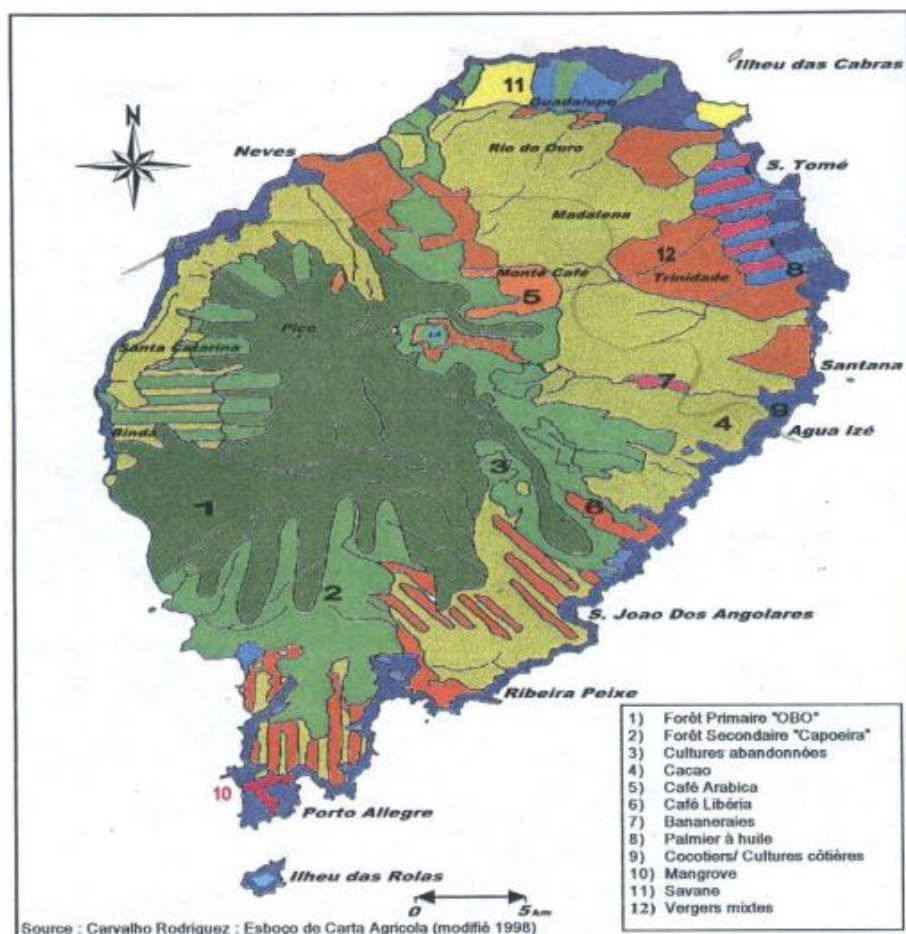 Ilheu das Cabras
11
Guadalupe
N
Neves
Rio do Ouro
S. Tomé
Madalena
12
Trinidade
8
Monte Café
5
Pico
LA
Santa Catarina
Santana
7
9
4
Binda
Agua Izé
3
1
6
2
S. Joao Dos Angolares
Ribeira Peixe
10
Porto Allegre
Ilheu das Rolas
0 5 km
1) Forêt Primaire "OBO"
2) Forêt Secondaire "Capoeira"
3) Cultures abandonnées
4) Cacao
5) Café Arabica
6) Café Libéria
7) Bananeraies
8) Palmier à huile
9) Cocotiers/ Cultures côtières
10) Mangrove
11) Savane
12) Vergers mixtes
Source : Carvalho Rodriguez : Esboço de Carta Agricola (modifié 1998)